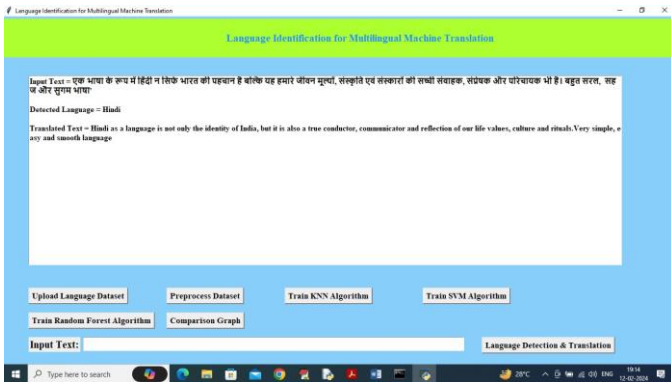 Language Identification for Multilingual Machine Translation
Language Identification for Multilingual Machine Translation
Input Text = एक भाषा के रूप में हिंदी न सिर्फ भारत की पहचान है बल्कि यह हमारे जीवन मूल्यों, संस्कृति एवं संस्कारों की सच्ची संवाहक, संप्रेषक और परिचायक भी है। बहुत सरल, सह
ज और सुगम भाषा
Detected Language = Hindi
Translated Text = Hindi as a language is not only the identity of India, but it is also a true conductor, communicator and reflection of our life values, culture and rituals.Very simple, e
asy and smooth language
Upload Language Dataset
Preprocess Dataset
Train KNN Algorithm
Train SVM Algorithm
Train Random Forest Algorithm
Comparison Graph
Input Text:
Language Detection & Translation
Type here to search
28°C
ENG
19:14
12-02-2024